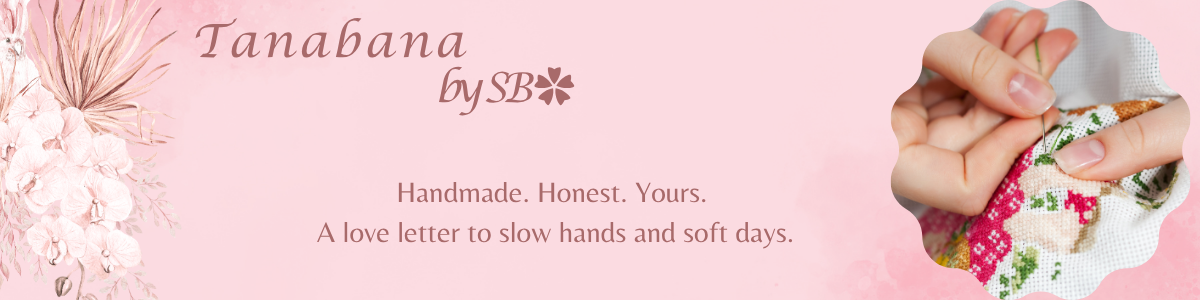 Tanabana
by SB
Handmade. Honest. Yours.
A love letter to slow hands and soft days.